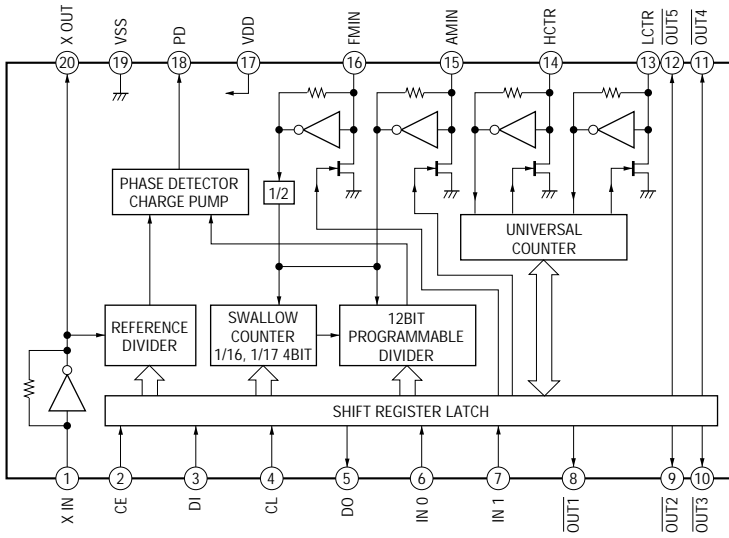 X OUT
VSS
PD
VDD
FMIN
AMIN
HCTR
LCTR
OUT5
OUT4
20
19
18
17
16
15
14
13
12
11
PHASE DETECTOR
CHARGE PUMP
1/2
UNIVERSAL
COUNTER
REFERENCE
DIVIDER
SWALLOW
COUNTER
1/16, 1/17 4BIT
12BIT
PROGRAMMABLE
DIVIDER
SHIFT REGISTER LATCH
1
2
3
4
5
6
7
8
9
10
X IN
CE
DI
CL
DO
IN 0
IN 1
OUT1
OUT2
OUT3